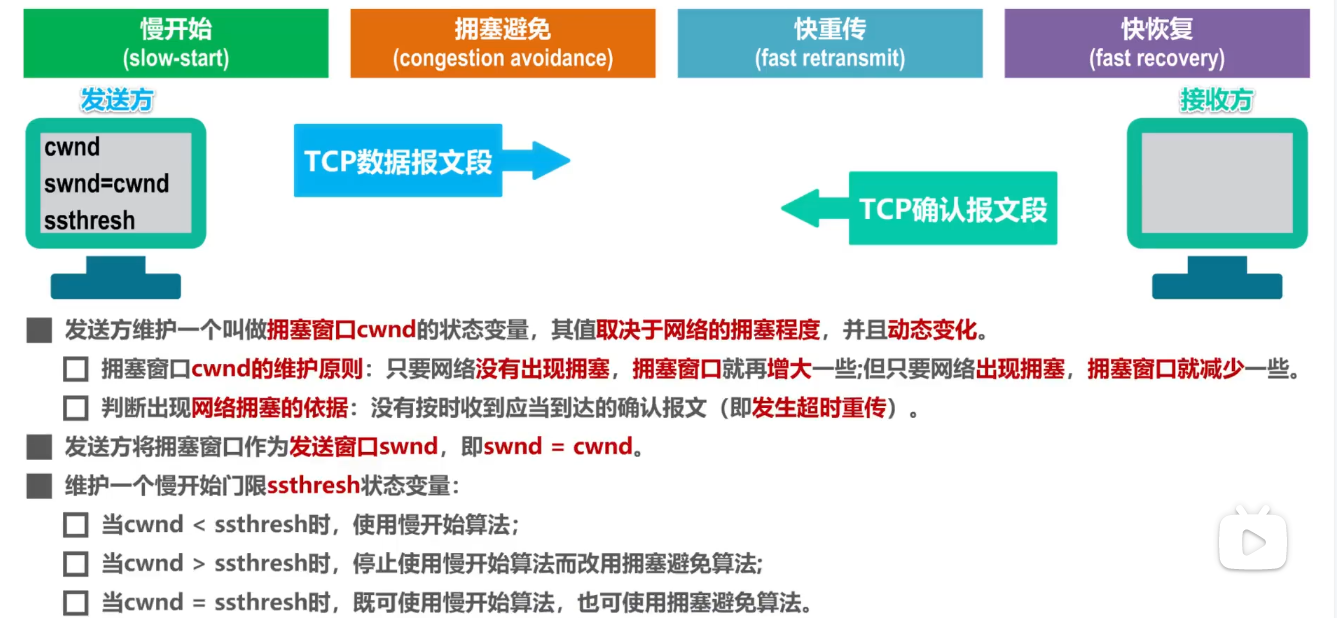 慢开始
(slow-start)
拥塞避免
(congestion avoidance)
快重传
(fast retransmit)
快恢复
(fast recovery)
发送方
接收方
cwnd
swnd=cwnd
ssthresh
TCP数据报文段
TCP确认报文段
发送方维护一个叫做拥塞窗口cwnd的状态变量，其值取决于网络的拥塞程度，并且动态变化。
拥塞窗口cwnd的维护原则：只要网络没有出现拥塞，拥塞窗口就再增大一些;但只要网络出现拥塞，拥塞窗口就减少一些。
判断出现网络拥塞的依据：没有按时收到应当到达的确认报文（即发生超时重传）。
发送方将拥塞窗口作为发送窗口swnd，即swnd = cwnd。
维护一个慢开始门限ssthresh状态变量：
当cwnd < ssthresh时，使用慢开始算法；
当cwnd > ssthresh时，停止使用慢开始算法而改用拥塞避免算法;
当cwnd = ssthresh时，既可使用慢开始算法，也可使用拥塞避免算法。